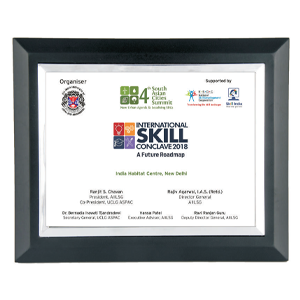 Organiser
Supported by
4th South Asian Cities Summit
Skill India
INTERNATIONAL
SKILL
CONCLAVE 2018
A Future Roadmap
India Habitat Centre, New Delhi
Ranjit S. Chavan
President, AIILSG
Co-President, UCLG ASPAC
Rajiv Agarwal, I.A.S. (Retd.)
Director General
AIILSG
Dr. Bernadia Irawati Tjandradewi
Secretary General, UCLG ASPAC
Hansa Patel
Executive Advisor, AIILSG
Ravi Ranjan Guru
Deputy Director General, AIILSG